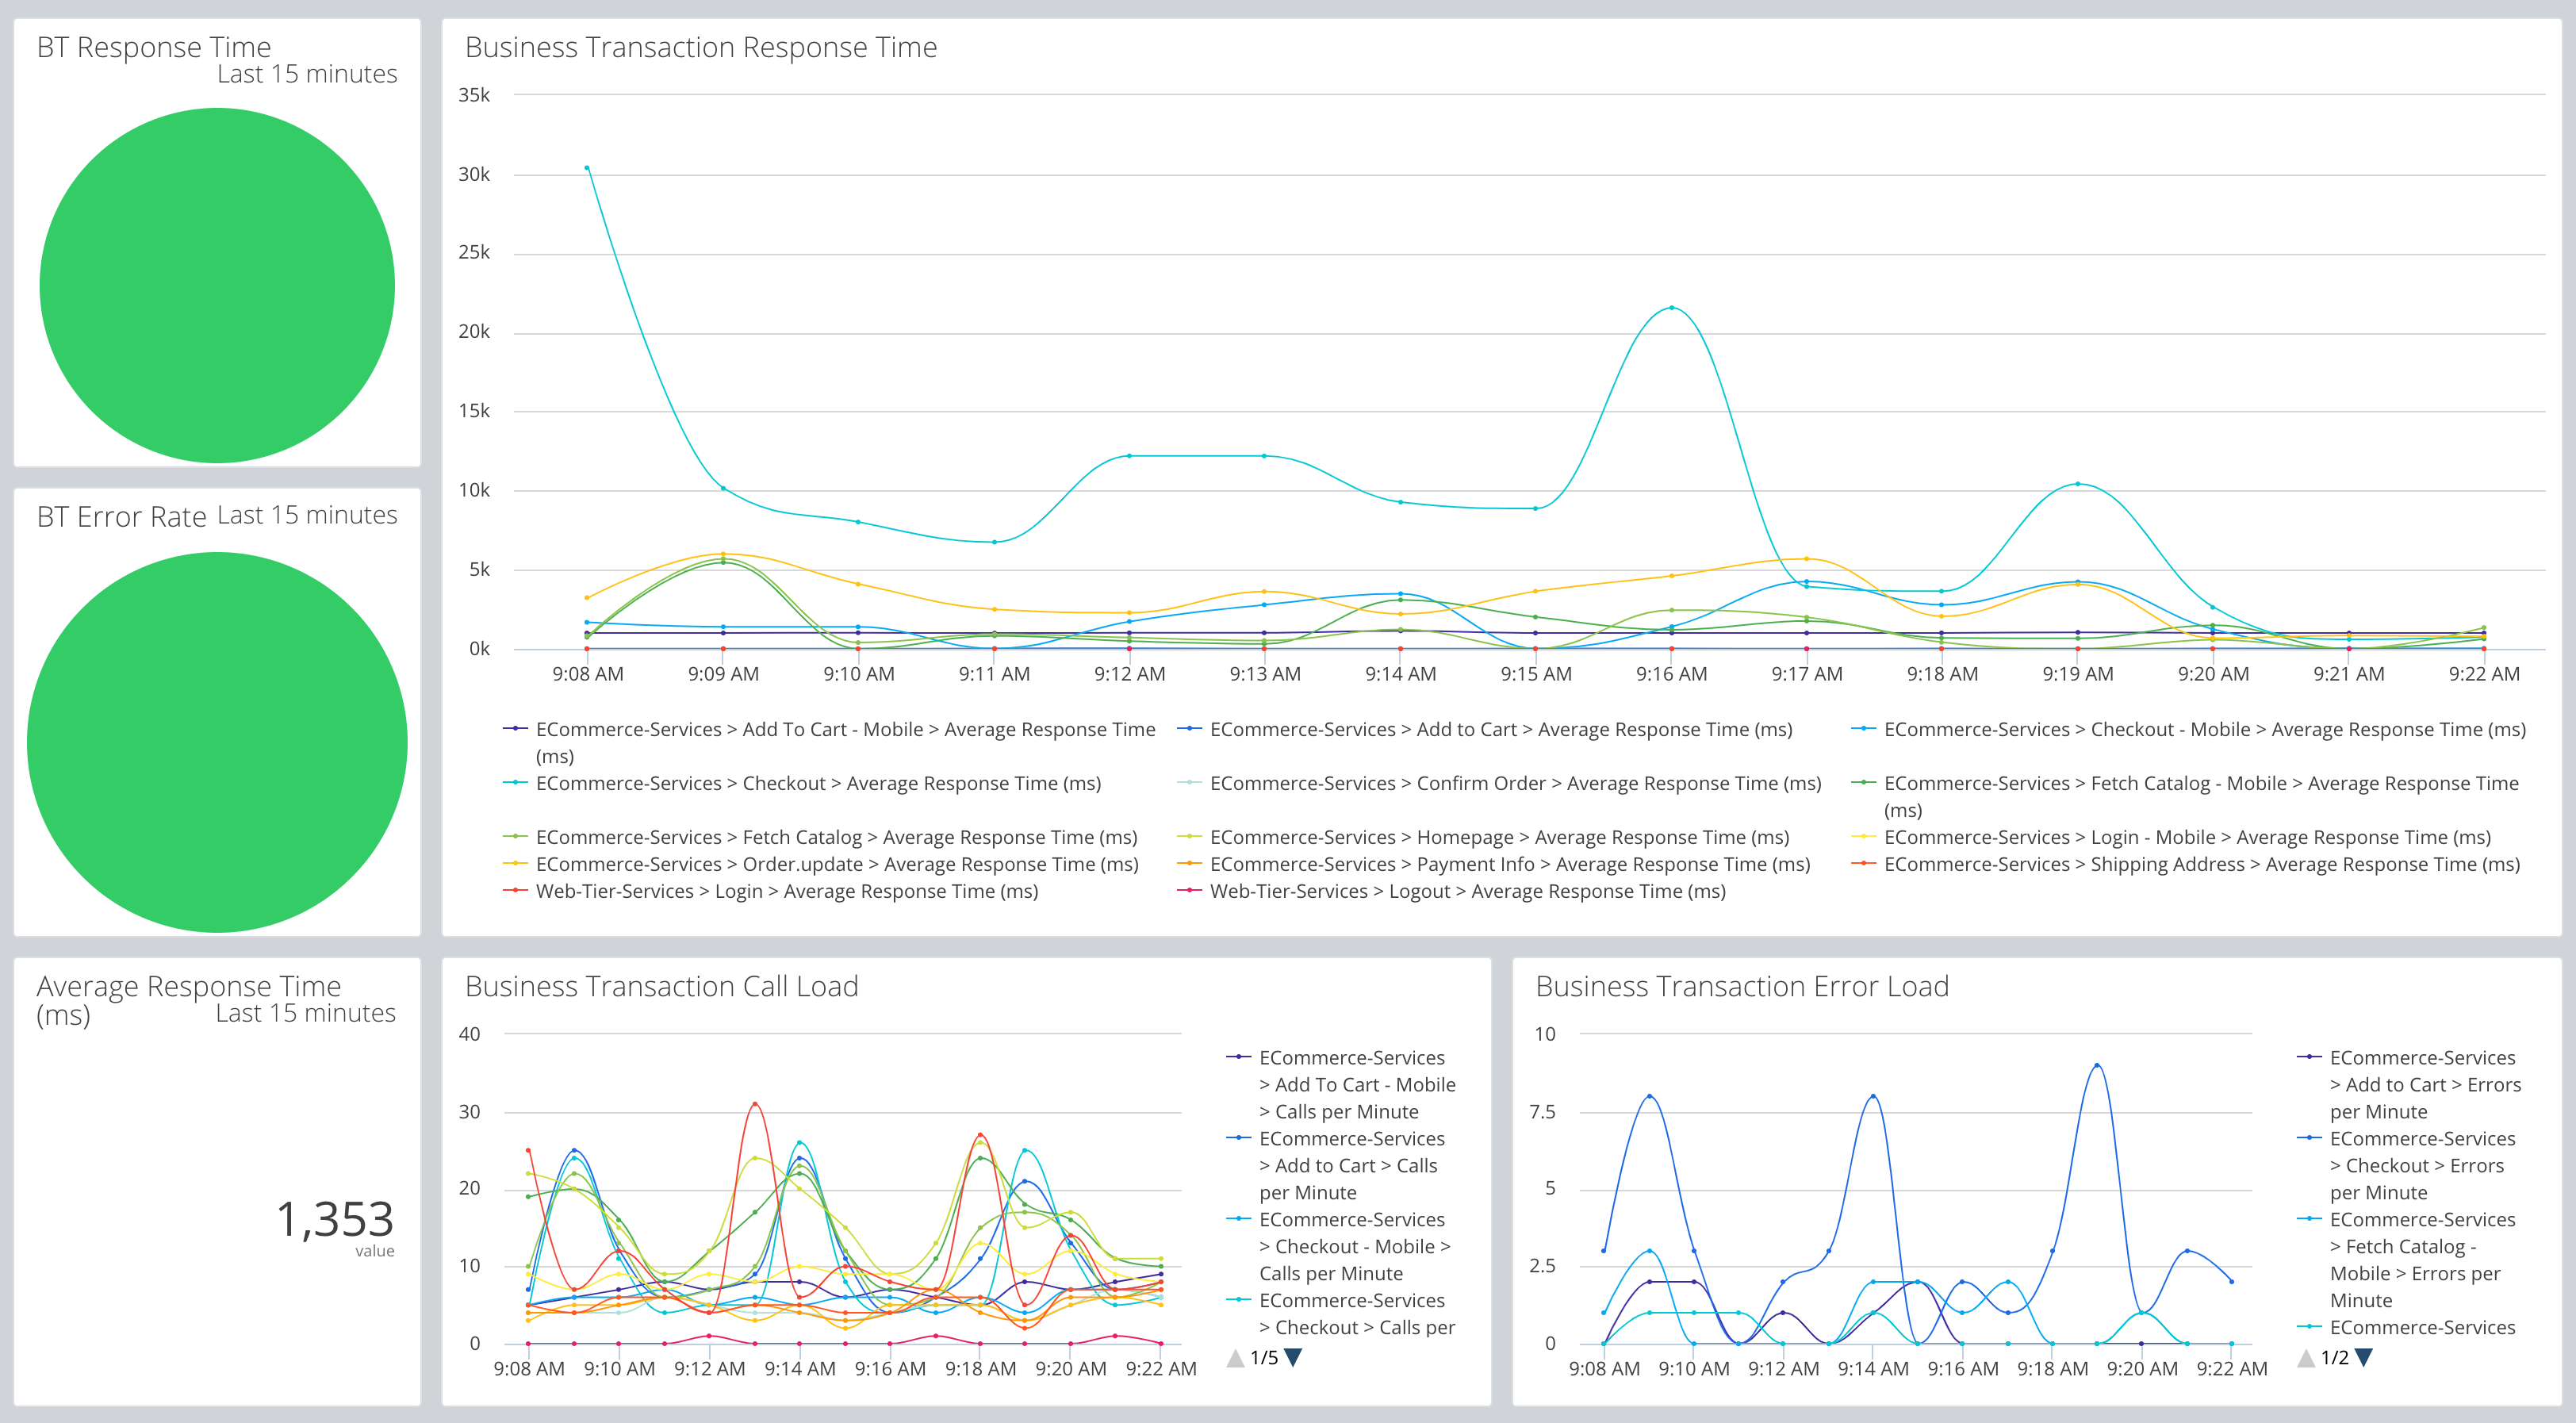 BT Response Time
Last 15 minutes
BT Error Rate
Last 15 minutes
Average Response Time
(ms)
Last 15 minutes
1,353
value
Business Transaction Response Time
35k
30k
25k
20k
15k
10k
5k
0k
9:08 AM 9:09 AM 9:10 AM 9:11 AM 9:12 AM 9:13 AM 9:14 AM 9:15 AM 9:16 AM 9:17 AM 9:18 AM 9:19 AM 9:20 AM 9:21 AM 9:22 AM
ECommerce-Services > Add To Cart - Mobile > Average Response Time
(ms)
ECommerce-Services > Add to Cart > Average Response Time (ms)
ECommerce-Services > Checkout - Mobile > Average Response Time (ms)
ECommerce-Services > Checkout > Average Response Time (ms)
ECommerce-Services > Confirm Order > Average Response Time (ms)
ECommerce-Services > Fetch Catalog - Mobile > Average Response Time
(ms)
ECommerce-Services > Fetch Catalog > Average Response Time (ms)
ECommerce-Services > Homepage > Average Response Time (ms)
ECommerce-Services > Login - Mobile > Average Response Time (ms)
ECommerce-Services > Order.update > Average Response Time (ms)
ECommerce-Services > Payment Info > Average Response Time (ms)
ECommerce-Services > Shipping Address > Average Response Time (ms)
Web-Tier-Services > Login > Average Response Time (ms)
Web-Tier-Services > Logout > Average Response Time (ms)
Business Transaction Call Load
40
30
20
10
0
9:08 AM 9:10 AM 9:12 AM 9:14 AM 9:16 AM 9:18 AM 9:20 AM 9:22 AM
ECommerce-Services
> Add To Cart - Mobile
> Calls per Minute
ECommerce-Services
> Add to Cart > Calls
per Minute
ECommerce-Services
> Checkout - Mobile >
Calls per Minute
ECommerce-Services
> Checkout > Calls per
1/5
Business Transaction Error Load
10
7.5
5
2.5
0
9:08 AM 9:10 AM 9:12 AM 9:14 AM 9:16 AM 9:18 AM 9:20 AM 9:22 AM
ECommerce-Services
> Add to Cart > Errors
per Minute
ECommerce-Services
> Checkout > Errors
per Minute
ECommerce-Services
> Fetch Catalog -
Mobile > Errors per
Minute
ECommerce-Services
1/2